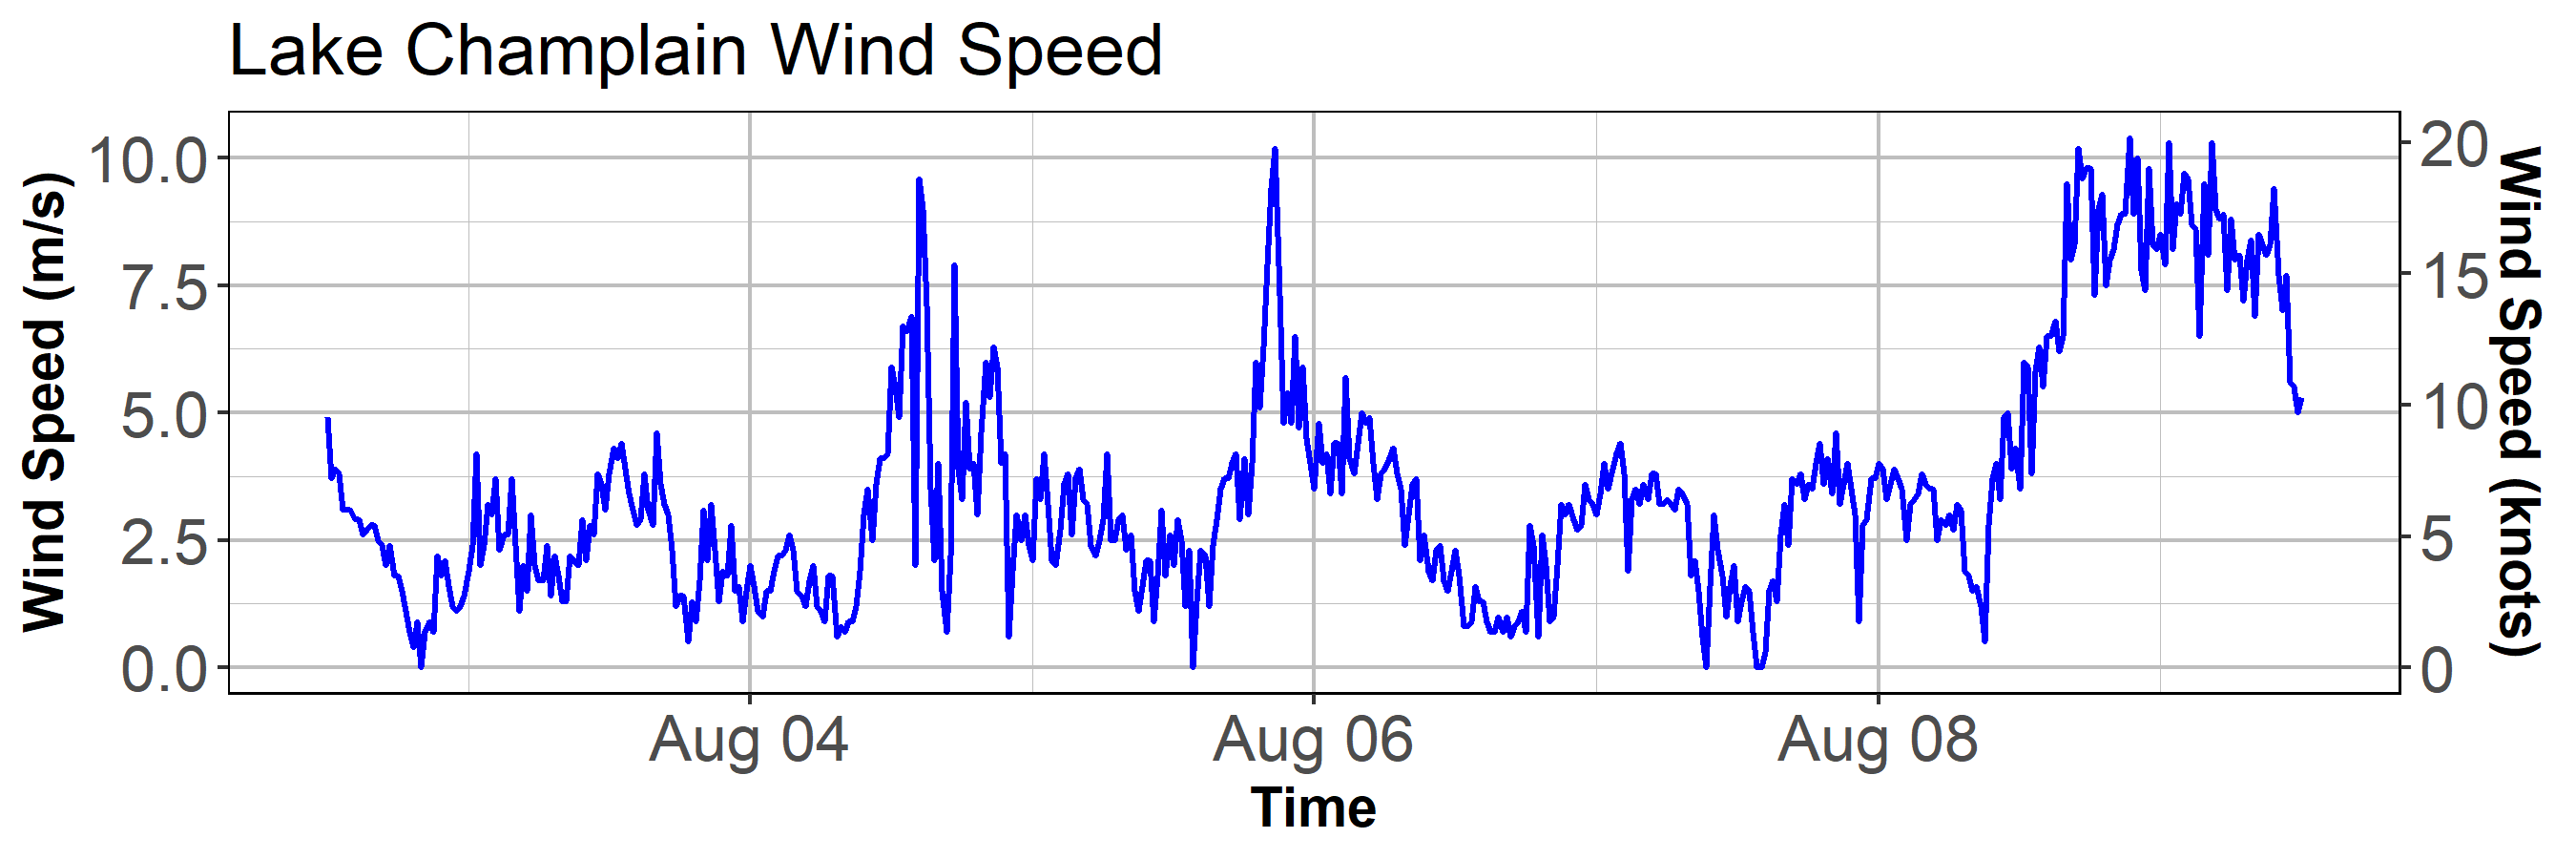 Lake Champlain Wind Speed
Wind Speed (m/s)
10.0
7.5
5.0
2.5
0.0
20
15
10
5
0
Wind Speed (knots)
Aug 04
Aug 06
Aug 08
Time